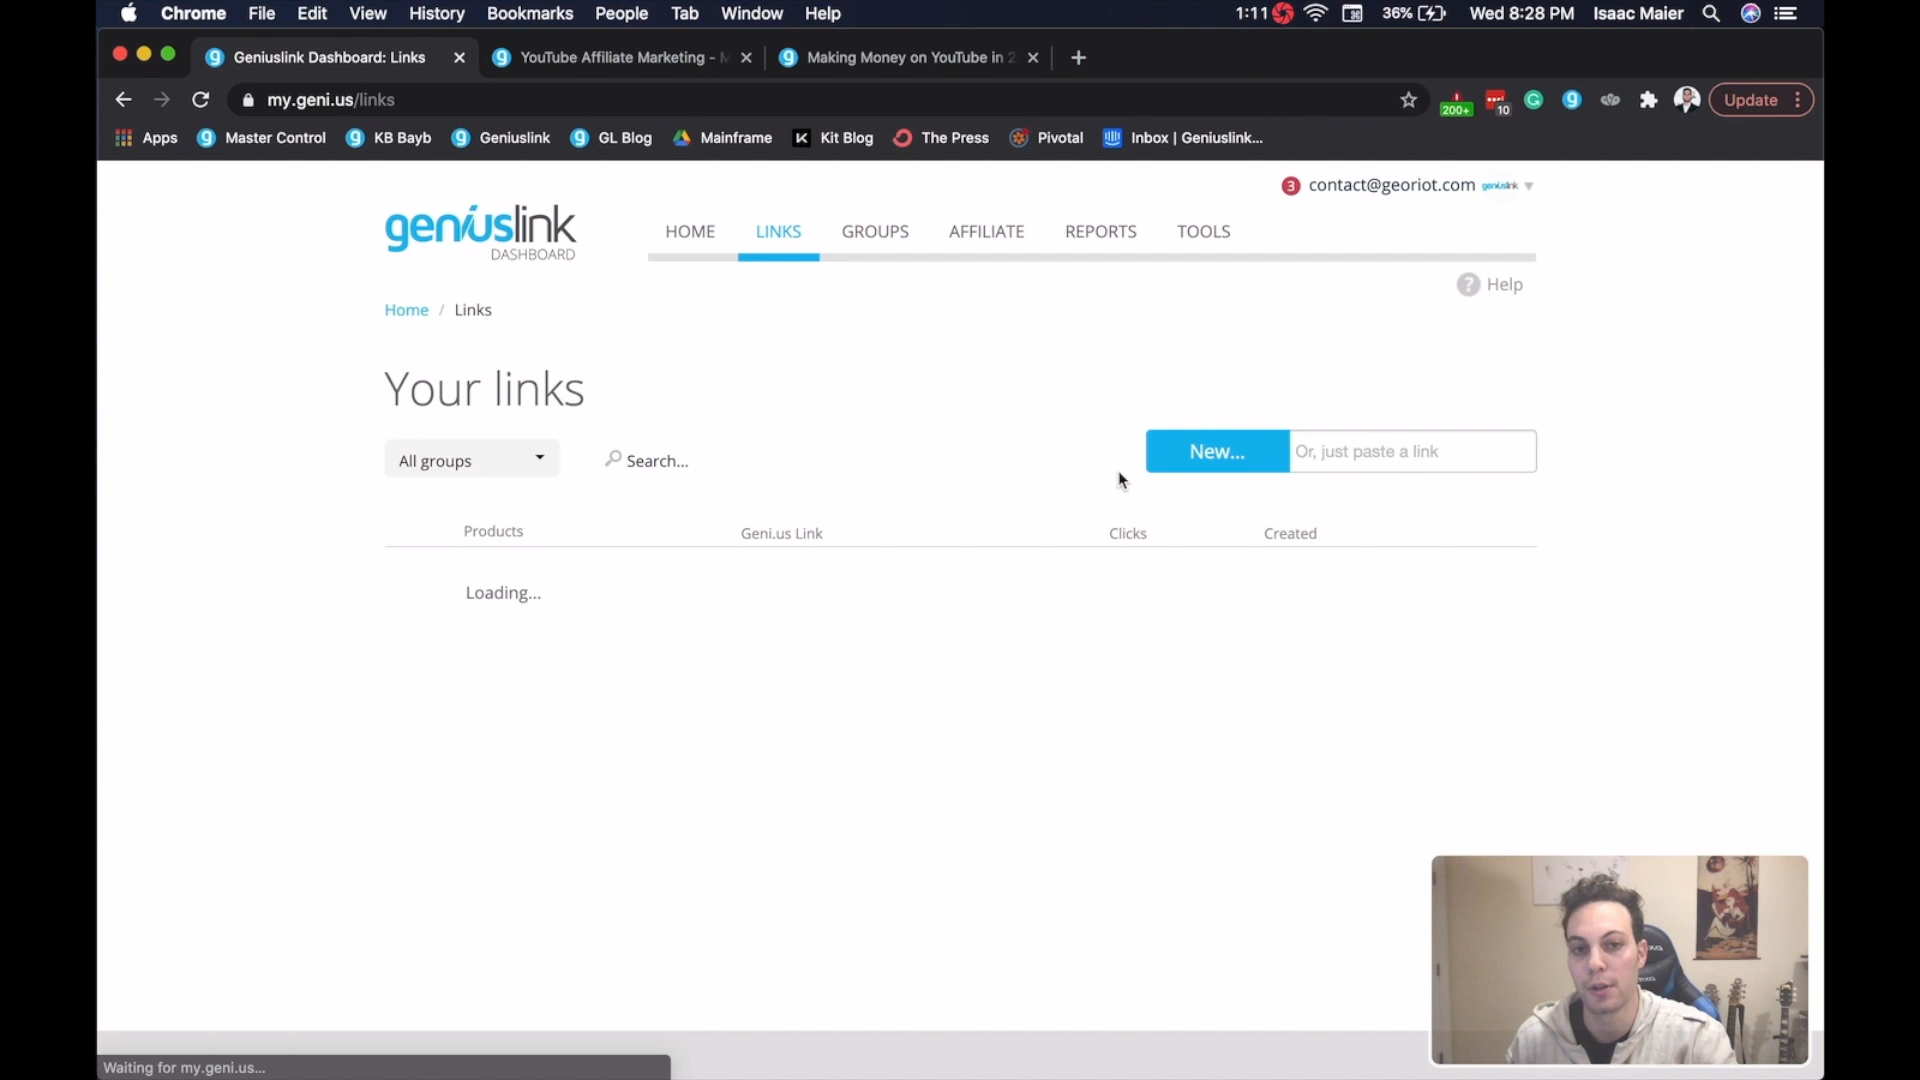 Chrome File Edit View History Bookmarks People Tab Window Help 1:11 36% Wed 8:28 PM Isaac Maier
Geniuslink Dashboard: Links YouTube Affiliate Marketing - Making Money on YouTube in 2
my.geni.us/links 200+ 10 Update
Apps Master Control KB Bayb Geniuslink GL Blog Mainframe Kit Blog The Press Pivotal Inbox | Geniuslink...
3 contact@georiot.com geniuslink
geniuslink
DASHBOARD
HOME LINKS GROUPS AFFILIATE REPORTS TOOLS
? Help
Home / Links
Your links
All groups Search... New... Or, just paste a link
Products Geni.us Link Clicks Created
Loading...
Waiting for my.geni.us...